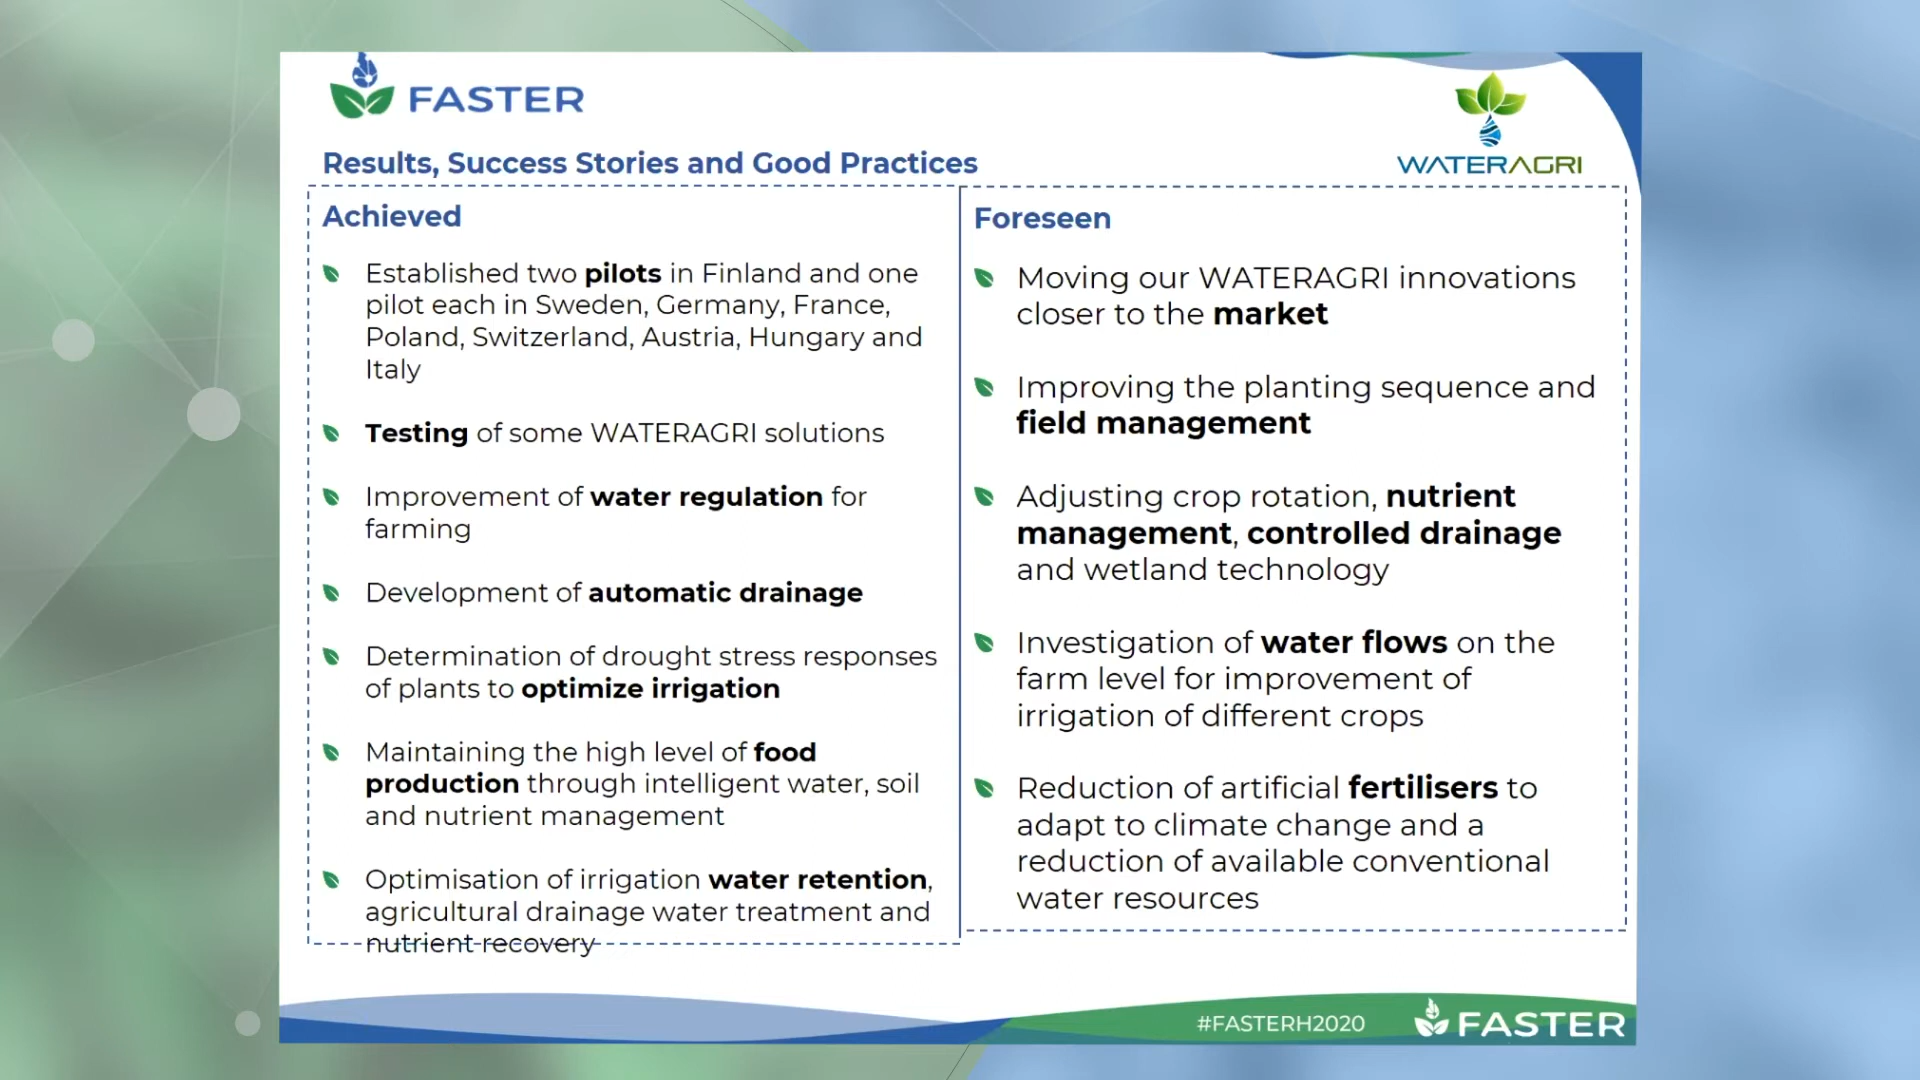 FASTER
WATERAGRI
Results, Success Stories and Good Practices
Achieved
Established two pilots in Finland and one
pilot each in Sweden, Germany, France,
Poland, Switzerland, Austria, Hungary and
Italy
Testing of some WATERAGRI solutions
Improvement of water regulation for
farming
Development of automatic drainage
Determination of drought stress responses
of plants to optimize irrigation
Maintaining the high level of food
production through intelligent water, soil
and nutrient management
Optimisation of irrigation water retention,
agricultural drainage water treatment and
nutrient recovery
Foreseen
Moving our WATERAGRI innovations
closer to the market
Improving the planting sequence and
field management
Adjusting crop rotation, nutrient
management, controlled drainage
and wetland technology
Investigation of water flows on the
farm level for improvement of
irrigation of different crops
Reduction of artificial fertilisers to
adapt to climate change and a
reduction of available conventional
water resources
#FASTERH2020
FASTER